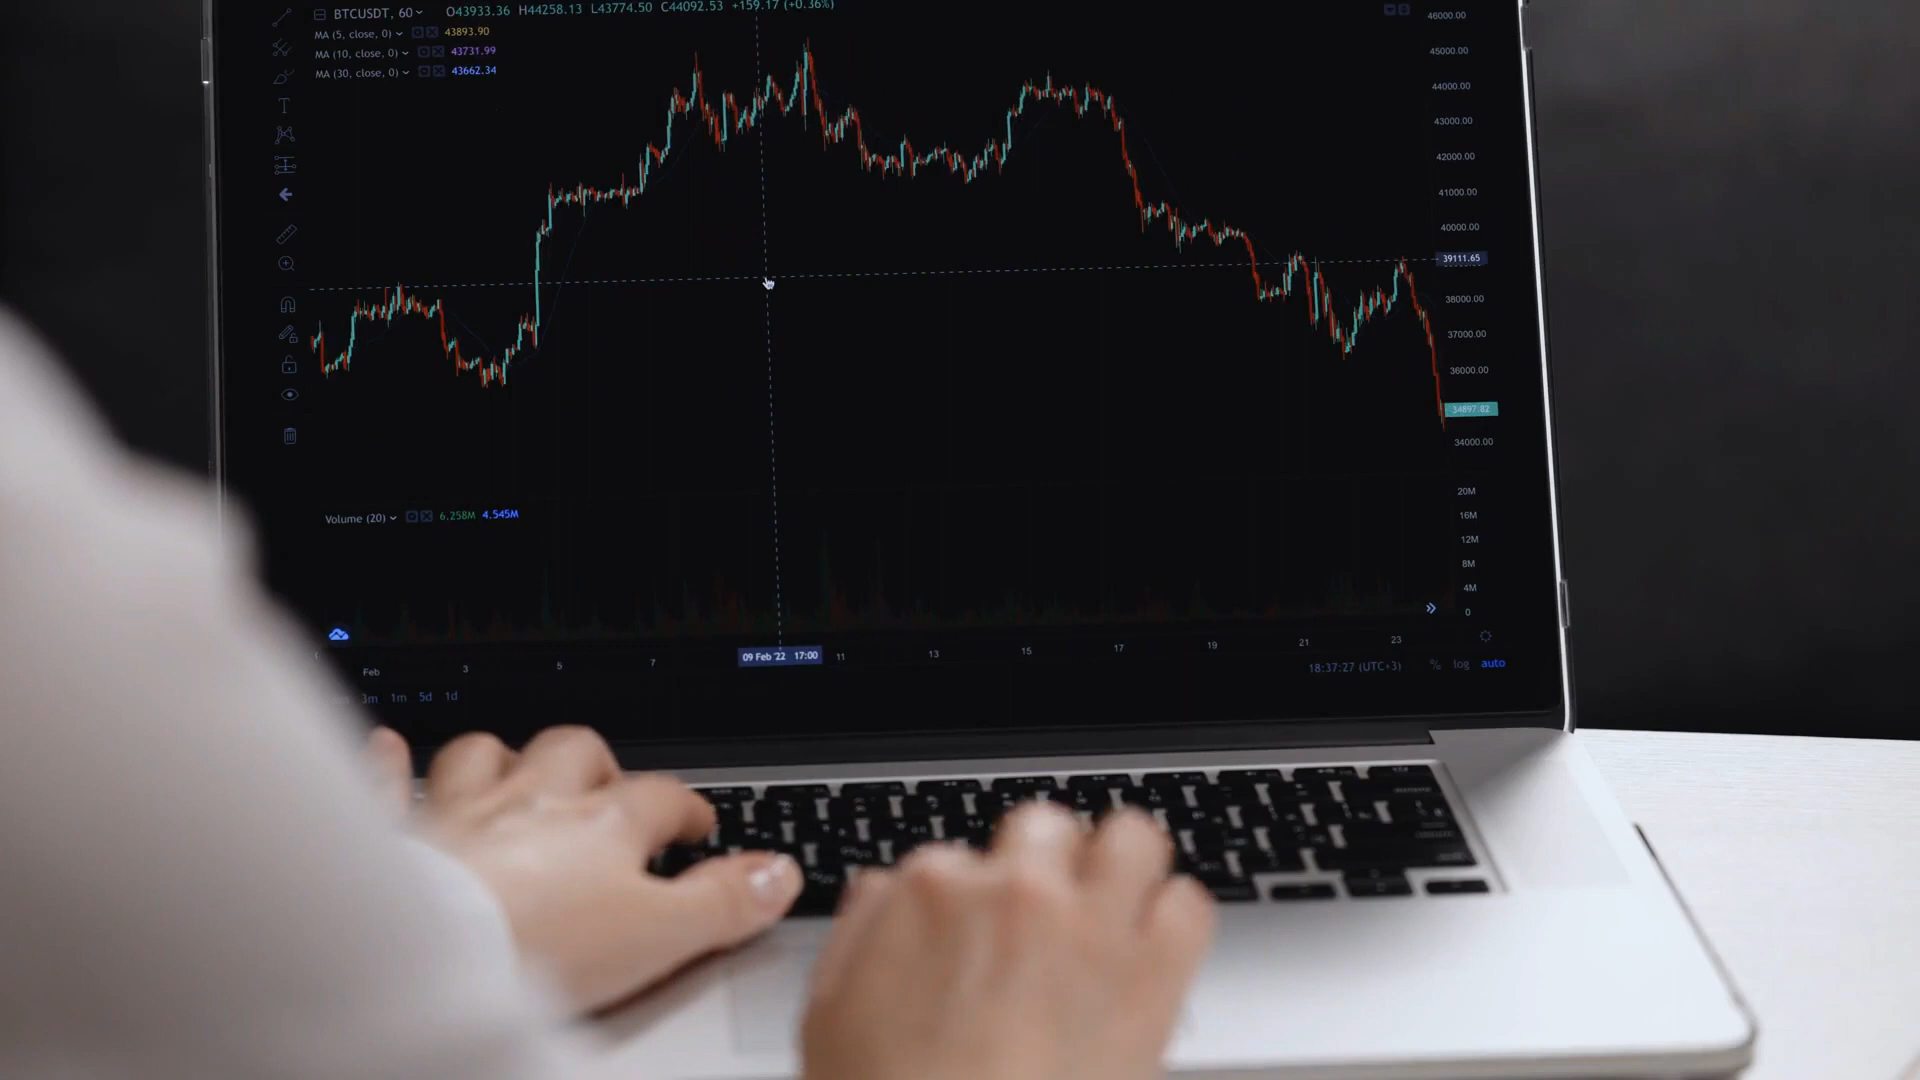 BTCUSDT, 60 O43933.36 H44258.13 L43774.50 C44092.53 +159.17 (+0.36%)
MA (5, close, 0) 43893.90
MA (10, close, 0) 43731.99
MA (30, close, 0) 43662.34
T
46000.00
45000.00
44000.00
43000.00
42000.00
41000.00
40000.00
39111.65
38000.00
37000.00
36000.00
34897.82
34000.00
Volume (20) 6.258M 4.545M
20M
16M
12M
8M
4M
0
Feb 3 5 7 09 Feb '22 17:00 11 13 15 17 19 21 23
3m 1m 5d 1d
18:37:27 (UTC+3) % log auto